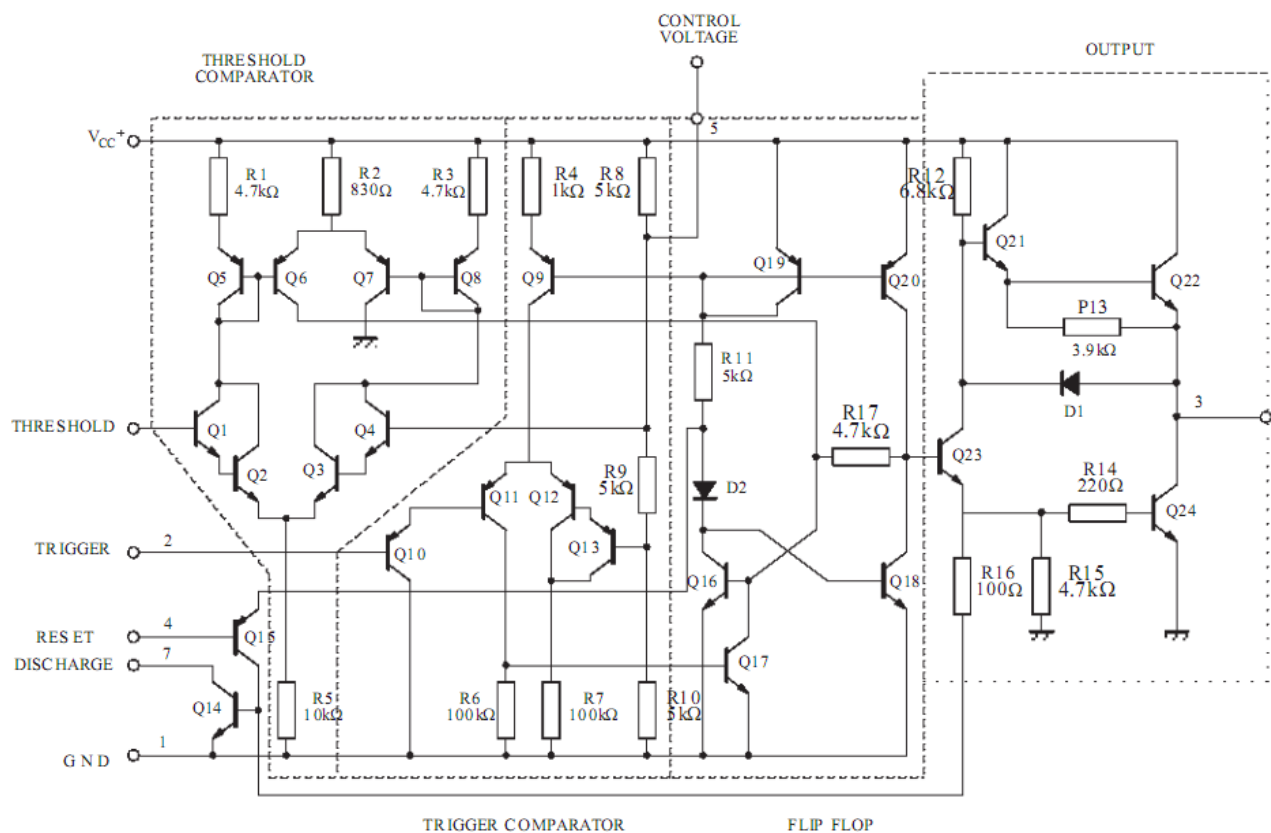 CONTROL
VOLTAGE
THRESHOLD
COMPARATOR
OUTPUT
5
VCC+
R1
4.7kΩ
R2
830Ω
R3
4.7kΩ
R4
1kΩ
R8
5kΩ
R12
6.8kΩ
Q5
Q6
Q7
Q8
Q9
Q19
Q20
Q21
Q22
P13
3.9kΩ
R11
5kΩ
D1
3
THRESHOLD
Q1
Q2
Q3
Q4
R17
4.7kΩ
R9
5kΩ
Q11
Q12
D2
Q23
R14
220Ω
Q24
TRIGGER
2
Q10
Q13
Q16
Q18
R16
100Ω
R15
4.7kΩ
RESET
4
Q15
DISCHARGE
7
Q17
Q14
R5
10kΩ
R6
100kΩ
R7
100kΩ
R10
5kΩ
GND
1
TRIGGER COMPARATOR
FLIP FLOP